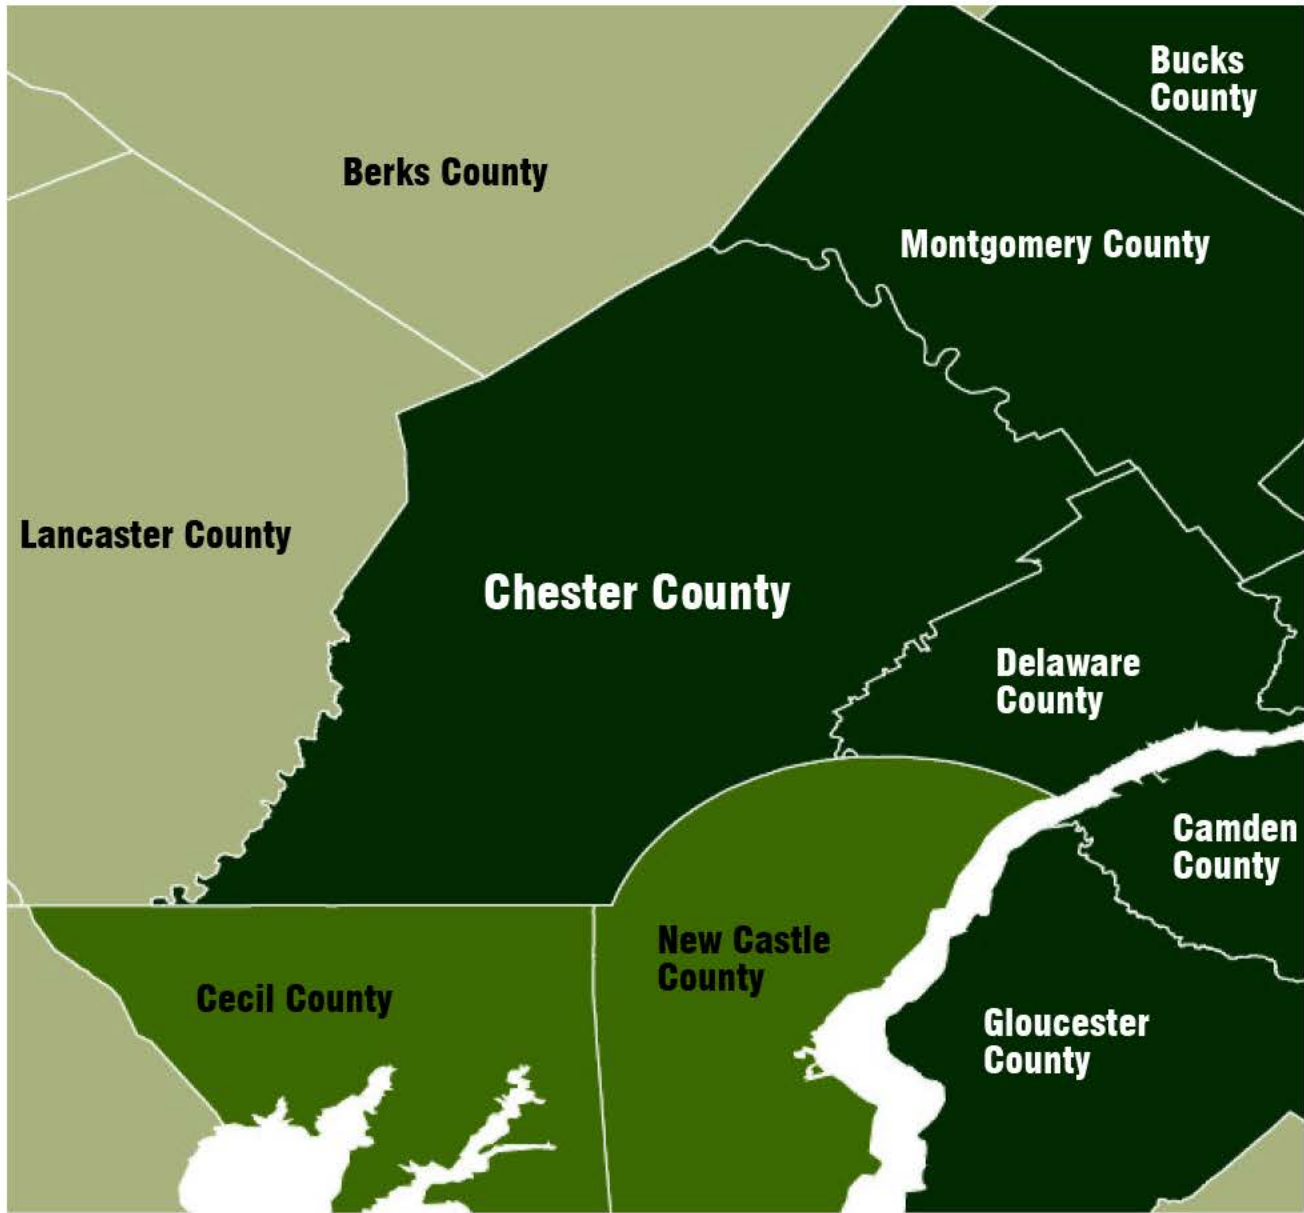 Bucks
County
Berks County
Montgomery County
Lancaster County
Chester County
Delaware
County
Camden
County
New Castle
County
Cecil County
Gloucester
County